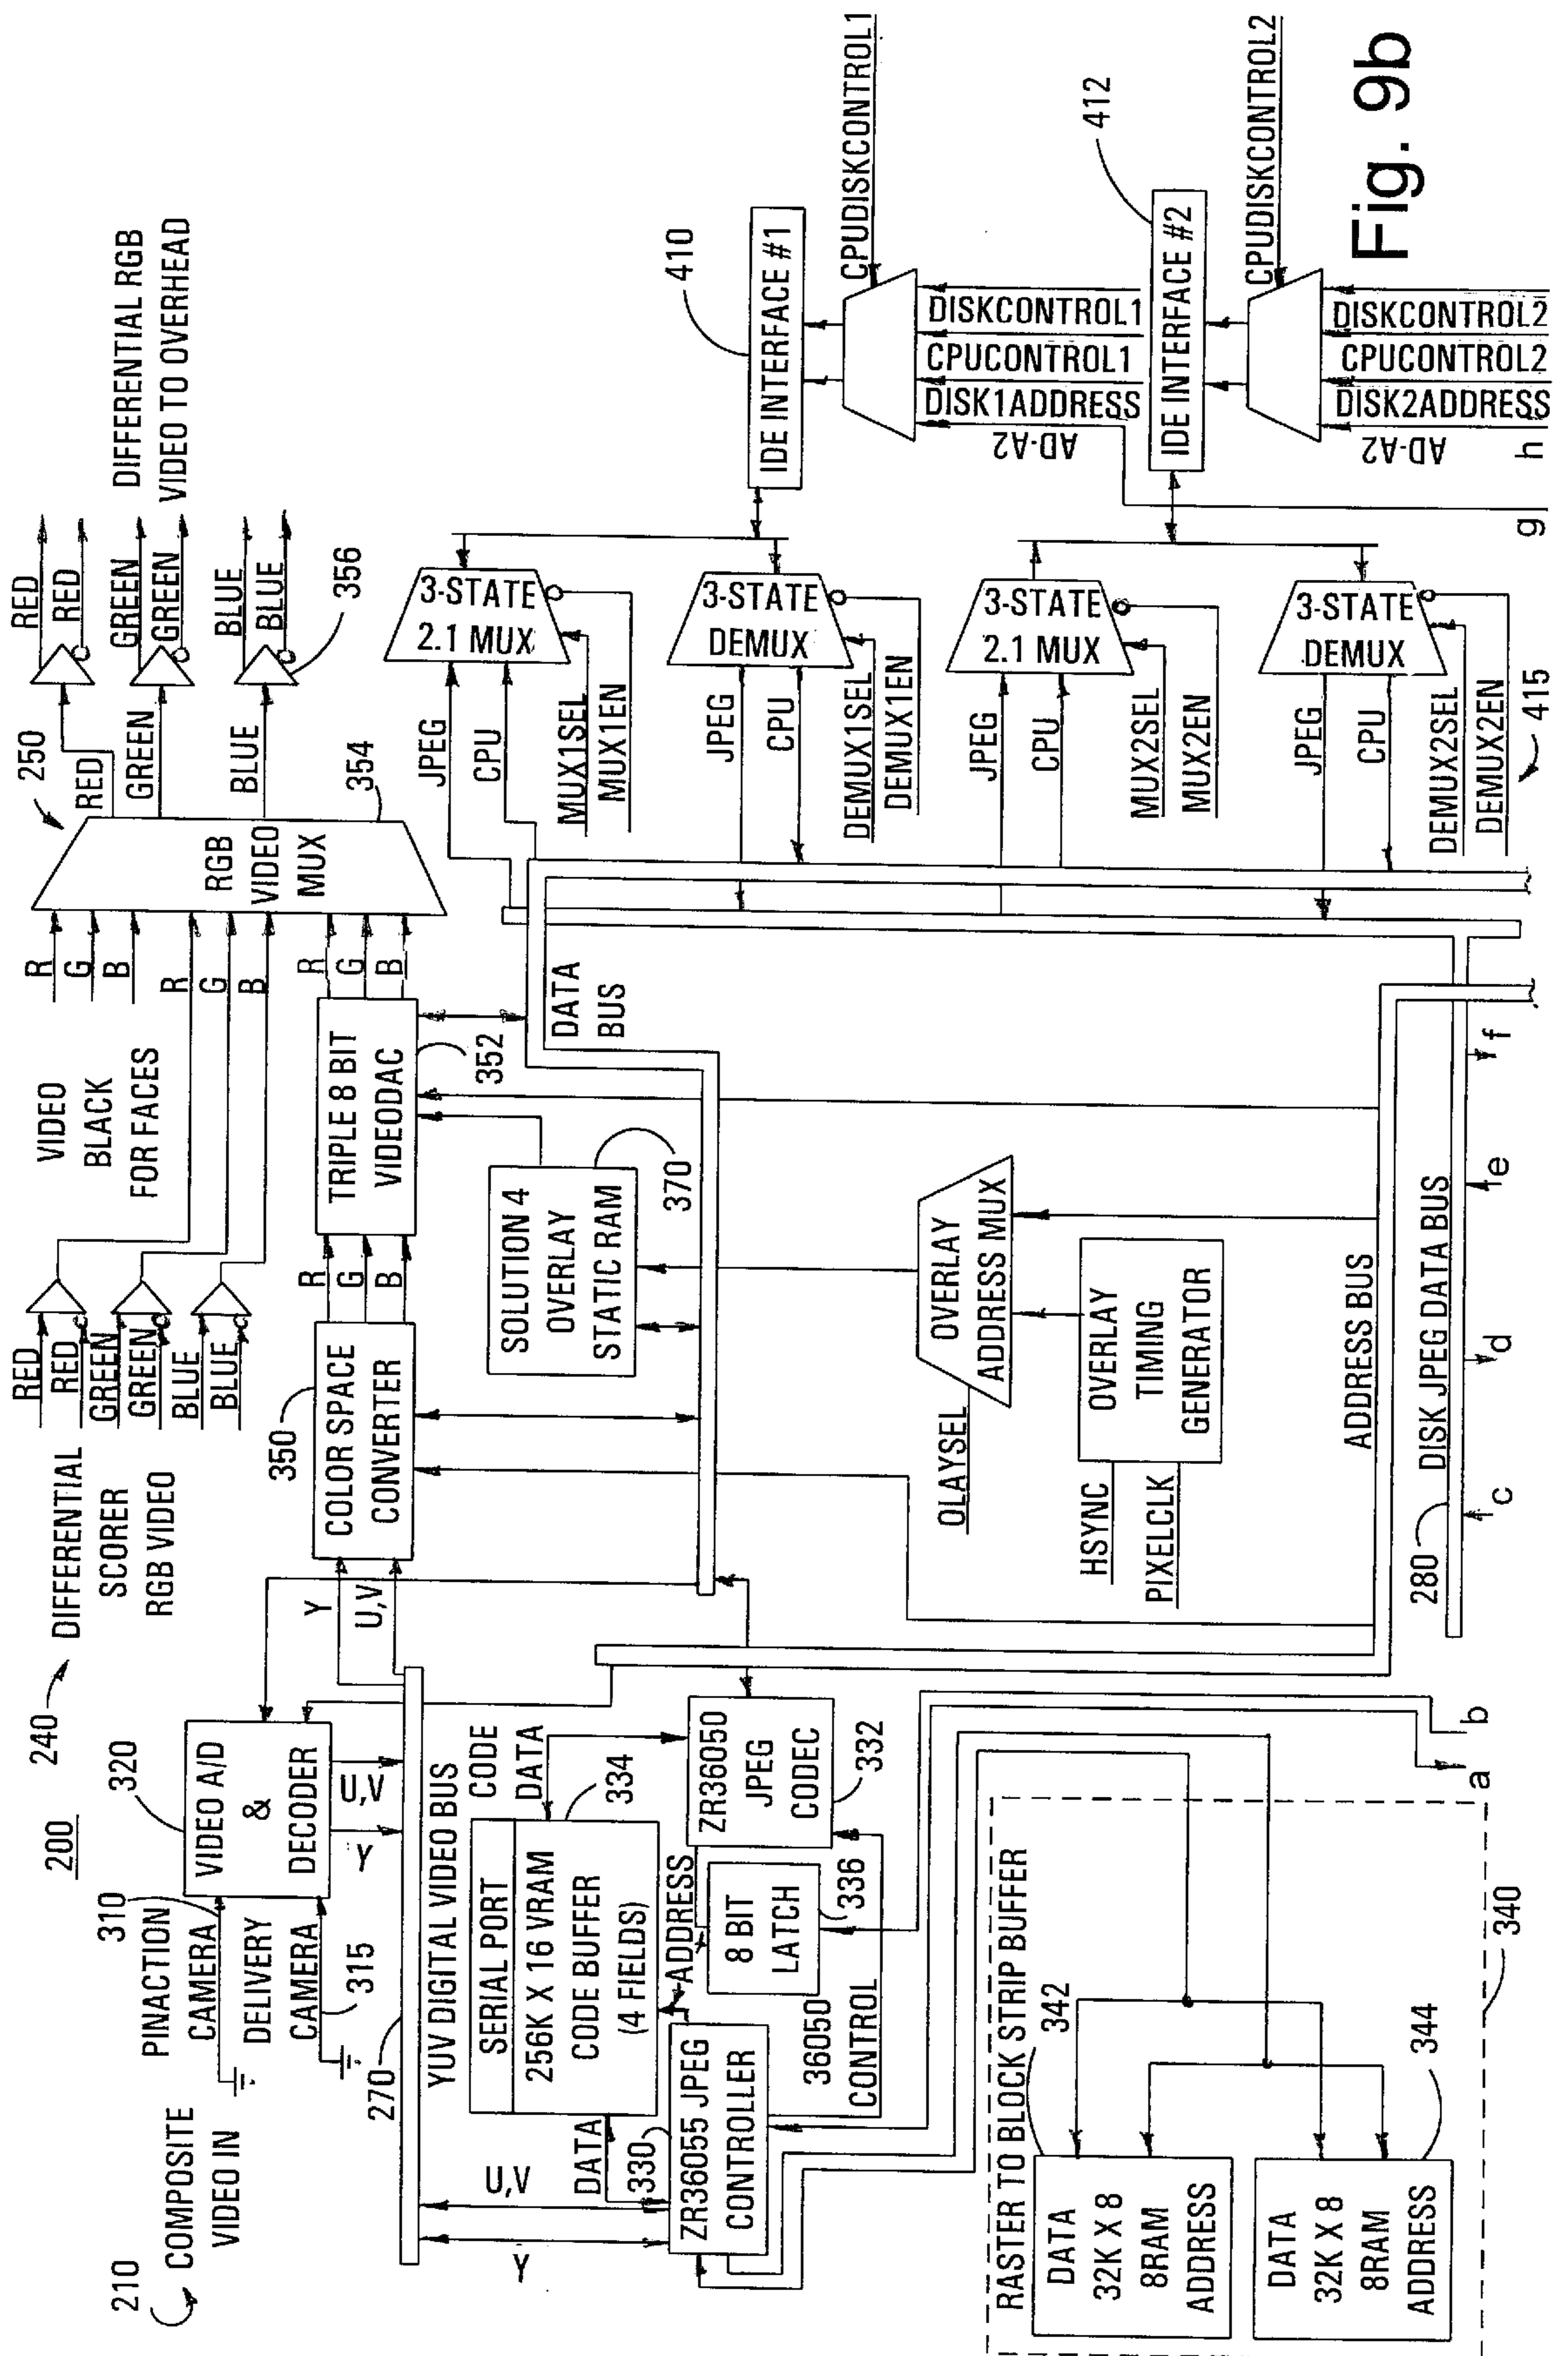 200
210
COMPOSITE
VIDEO IN
310
PINACTION
CAMERA
DELIVERY
CAMERA
315
320
VIDEO A/D
&
DECODER
U,V
Y
270
YUV DIGITAL VIDEO BUS
Y
U,V
240
DIFFERENTIAL
SCORER
RGB VIDEO
RED
RED
GREEN
GREEN
BLUE
BLUE
VIDEO
BLACK
FOR FACES
R
G
B
R
G
B
250
RGB
VIDEO
MUX
354
RED
GREEN
BLUE
RED
RED
GREEN
GREEN
BLUE
BLUE
356
DIFFERENTIAL RGB
VIDEO TO OVERHEAD
Y
U,V
350
COLOR SPACE
CONVERTER
R
G
B
TRIPLE 8 BIT
VIDEODAC
352
R
G
B
SERIAL PORT
256K X 16 VRAM
CODE BUFFER
(4 FIELDS)
334
CODE
DATA
DATA
ADDRESS
330
ZR36055 JPEG
CONTROLLER
8 BIT
LATCH
336
36050
CONTROL
ZR36050
JPEG
CODEC
332
SOLUTION 4
OVERLAY
STATIC RAM
370
DATA
BUS
OLAYSEL
OVERLAY
ADDRESS MUX
HSYNC
PIXELCLK
OVERLAY
TIMING
GENERATOR
ADDRESS BUS
280
DISK JPEG DATA BUS
RASTER TO BLOCK STRIP BUFFER
340
342
DATA
32K X 8
8RAM
ADDRESS
344
DATA
32K X 8
8RAM
ADDRESS
a
b
c
d
e
f
g
h
JPEG
CPU
3-STATE
2.1 MUX
MUX1SEL
MUX1EN
JPEG
CPU
3-STATE
DEMUX
DEMUX1SEL
DEMUX1EN
JPEG
CPU
3-STATE
2.1 MUX
MUX2SEL
MUX2EN
JPEG
CPU
3-STATE
DEMUX
DEMUX2SEL
DEMUX2EN
415
410
IDE INTERFACE #1
CPUDISKCONTROL1
DISKCONTROL1
CPUCONTROL1
DISK1ADDRESS
AD-A2
412
IDE INTERFACE #2
CPUDISKCONTROL2
DISKCONTROL2
CPUCONTROL2
DISK2ADDRESS
AD-A2
Fig. 9b